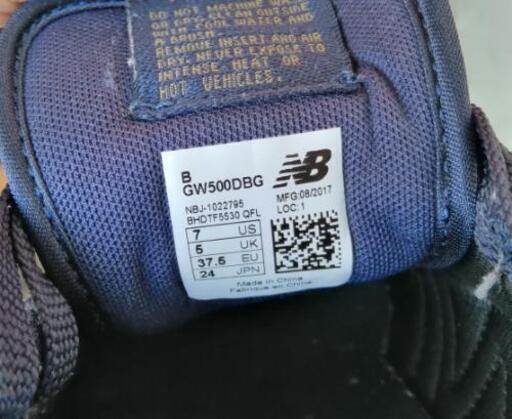 DO NOT MACHINE WASH
OR DRY CLEAN OUTSIDE
WITH COOL WATER AND
A BRUSH.
REMOVE INSERT AND AIR
DRY. NEVER EXPOSE TO
INTENSE HEAT OR
HOT VEHICLES.
B
GW500DBG
NB
NBJ-1022795
BHDTF5530 QFL
MFG:08/2017
LOC: 1
7 US
5 UK
37.5 EU
24 JPN
Made in China
Fabriqué en Chine